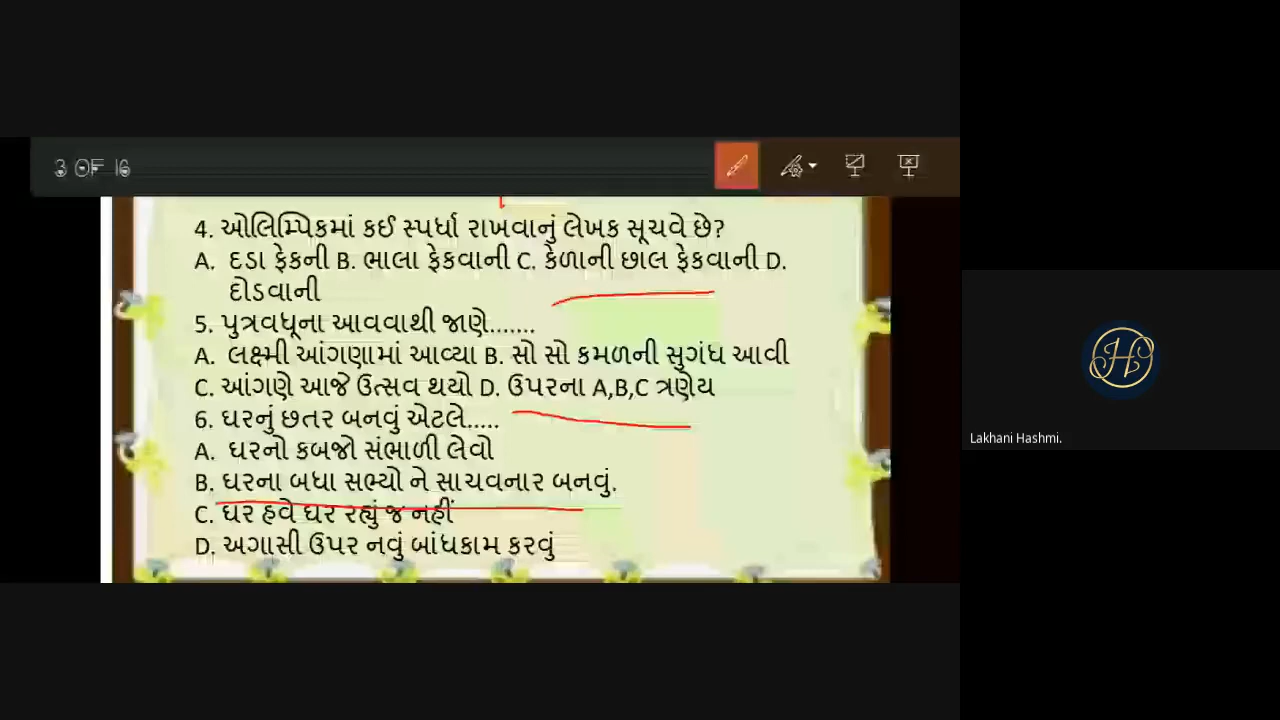 3 OF 16
4. ઓલિમ્પિકમાં કઈ સ્પર્ધા રાખવાનું લેખક સૂચવે છે?
A. દડા ફેકની B. ભાલા ફેકવાની C. કેળાની છાલ ફેકવાની D.
દોડવાની
5. પુત્રવધૂના આવવાથી જાણે.......
A. લક્ષ્મી આંગણામાં આવ્યા B. સો સો કમળની સુગંધ આવી
C. આંગણે આજે ઉત્સવ થયો D. ઉપરના A,B,C ત્રણેય
6. ઘરનું છતર બનવું એટલે.....
A. ઘરનો કબજો સંભાળી લેવો
B. ઘરના બધા સભ્યો ને સાચવનાર બનવું.
C. ઘર હવે ઘર રહ્યું જ નહીં
D. અગાસી ઉપર નવું બાંધકામ કરવું
H
Lakhani Hashmi.